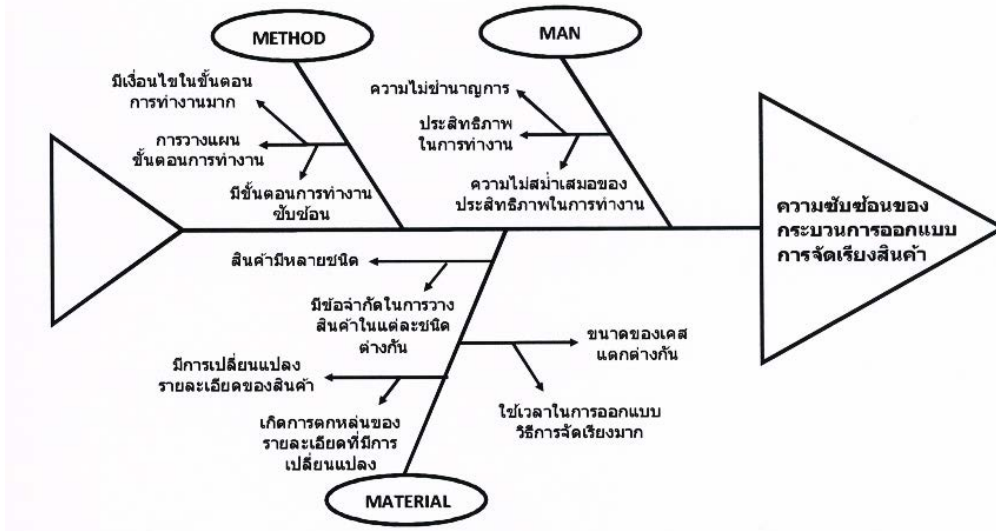 METHOD
MAN
มีเงื่อนไขในขั้นตอน
การทำงานมาก
การวางแผน
ขั้นตอนการทำงาน
มีขั้นตอนการทำงาน
ซับซ้อน
ความไม่ชำนาญการ
ประสิทธิภาพ
ในการทำงาน
ความไม่สม่ำเสมอของ
ประสิทธิภาพในการทำงาน
ความซับซ้อนของ
กระบวนการออกแบบ
การจัดเรียงสินค้า
สินค้ามีหลายชนิด
มีข้อจำกัดในการวาง
สินค้าในแต่ละชนิด
ต่างกัน
ขนาดของเคส
แตกต่างกัน
มีการเปลี่ยนแปลง
รายละเอียดของสินค้า
ใช้เวลาในการออกแบบ
วิธีการจัดเรียงมาก
เกิดการตกหล่นของ
รายละเอียดที่มีการ
เปลี่ยนแปลง
MATERIAL